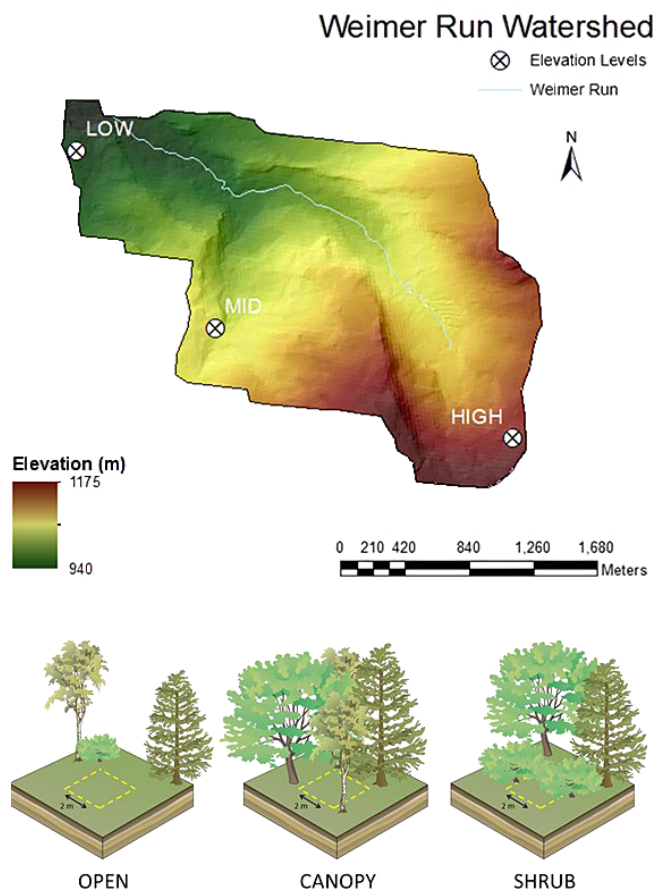 Weimer Run Watershed
Elevation Levels
Weimer Run
N
LOW
MID
HIGH
Elevation (m)
1175
940
0 210 420 840 1,260 1,680
Meters
2 m 2 m 2 m
OPEN CANOPY SHRUB